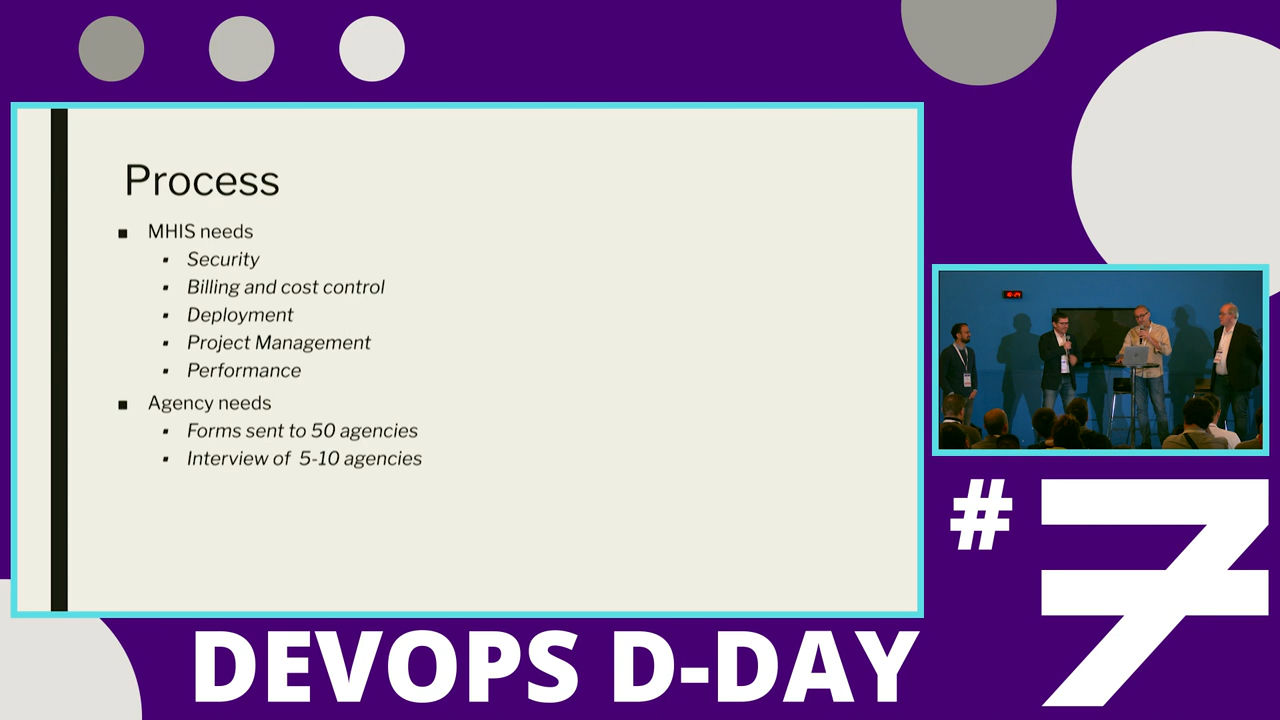 Process
■ MHIS needs
▪ Security
▪ Billing and cost control
▪ Deployment
▪ Project Management
▪ Performance
■ Agency needs
▪ Forms sent to 50 agencies
▪ Interview of 5-10 agencies
#7
DEVOPS D-DAY